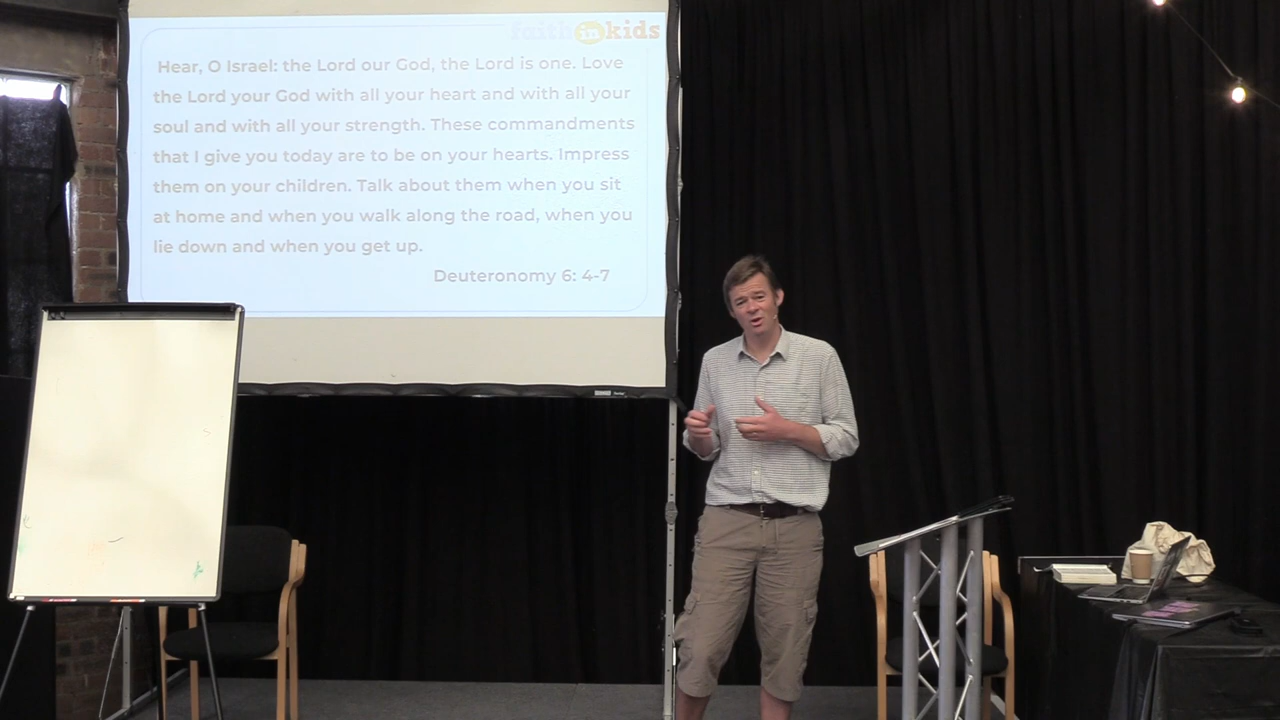 faith in kids
Hear, O Israel: the Lord our God, the Lord is one. Love
the Lord your God with all your heart and with all your
soul and with all your strength. These commandments
that I give you today are to be on your hearts. Impress
them on your children. Talk about them when you sit
at home and when you walk along the road, when you
lie down and when you get up.
Deuteronomy 6: 4-7